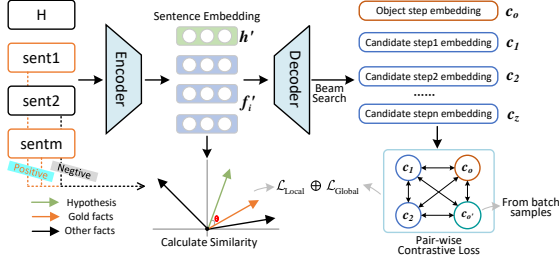 H
sent1
sent2
sentm
Positive
Negtive
Hypothesis
Gold facts
Other facts
Encoder
Sentence Embedding
h'
f_i'
Decoder
Beam
Search
Object step embedding
c_o
Candidate step1 embedding
c_1
Candidate step2 embedding
c_2
......
Candidate stepn embedding
c_z
Calculate Similarity
ℒ_Local ⊕ ℒ_Global
c_1
c_o
c_2
c_o'
From batch
samples
Pair-wise
Contrastive Loss